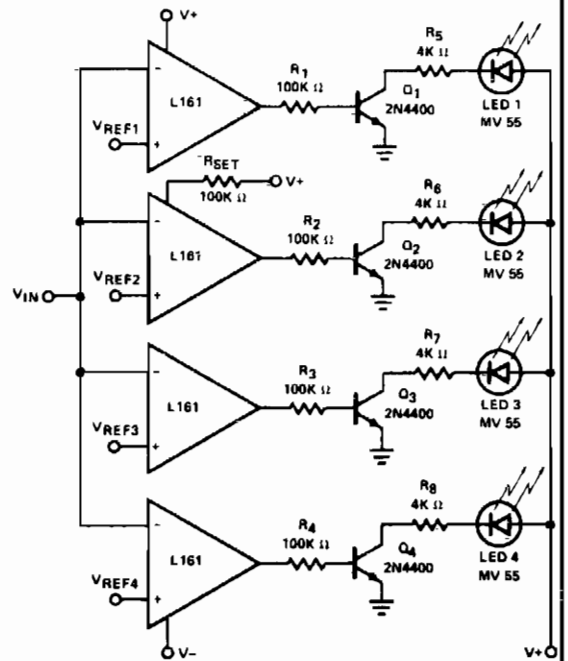 V+
R5
4K Ω
R1
100K Ω
L161
Q1
2N4400
LED 1
MV 55
VREF1
-
+
RSET
100K Ω
V+
R6
4K Ω
R2
100K Ω
L161
Q2
2N4400
LED 2
MV 55
VREF2
-
+
VIN
R7
4K Ω
R3
100K Ω
L161
Q3
2N4400
LED 3
MV 55
VREF3
-
+
R8
4K Ω
R4
100K Ω
L161
Q4
2N4400
LED 4
MV 55
VREF4
-
+
V-
V+